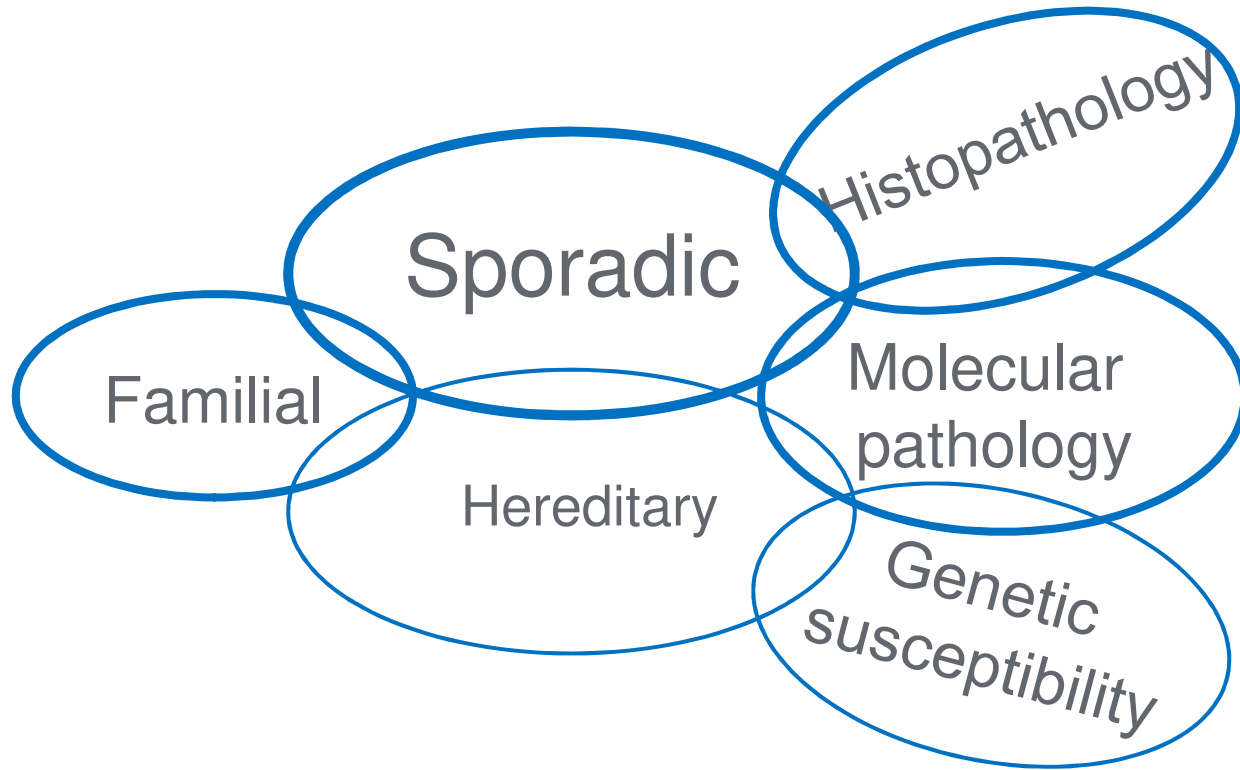 Histopathology
Sporadic
Familial
Molecular
pathology
Hereditary
Genetic
susceptibility